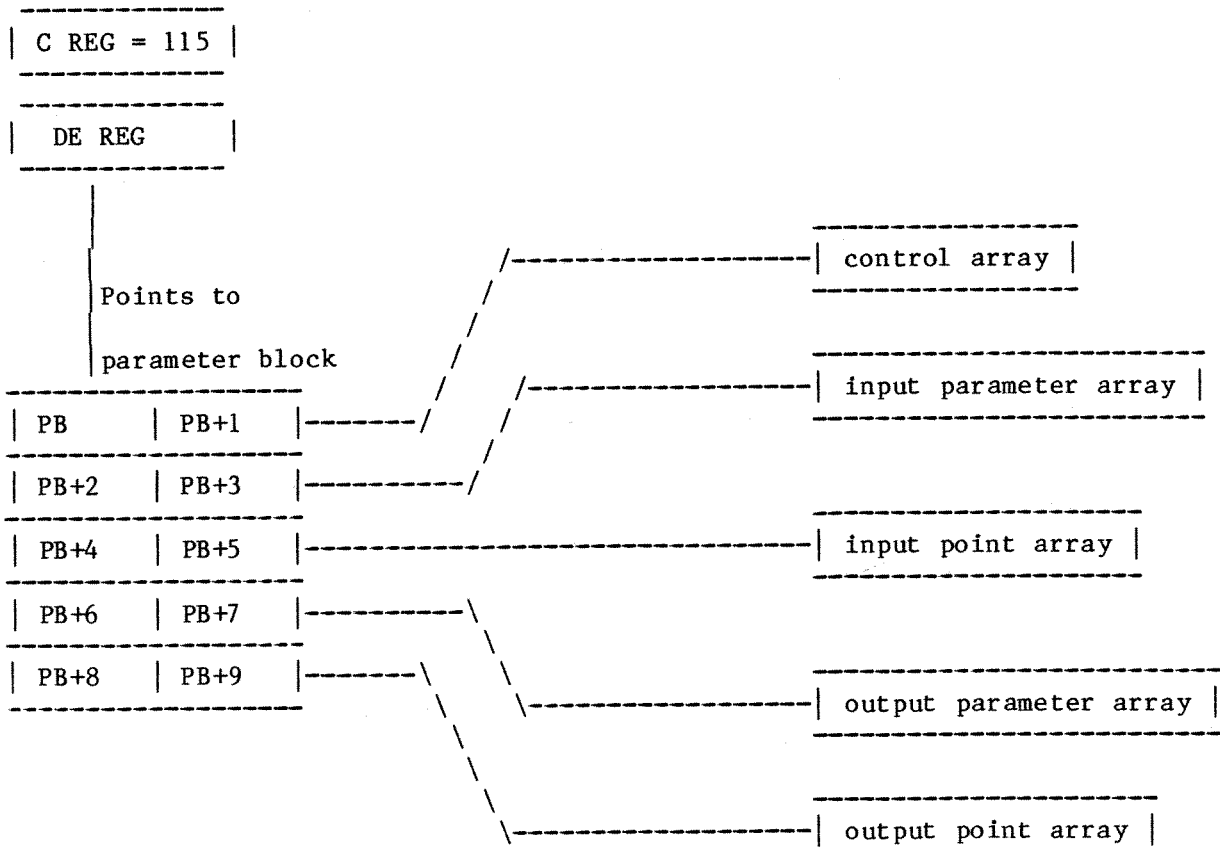 C REG = 115
DE REG
Points to
parameter block
control array
input parameter array
PB | PB+1
PB+2 | PB+3
input point array
PB+4 | PB+5
PB+6 | PB+7
PB+8 | PB+9
output parameter array
output point array